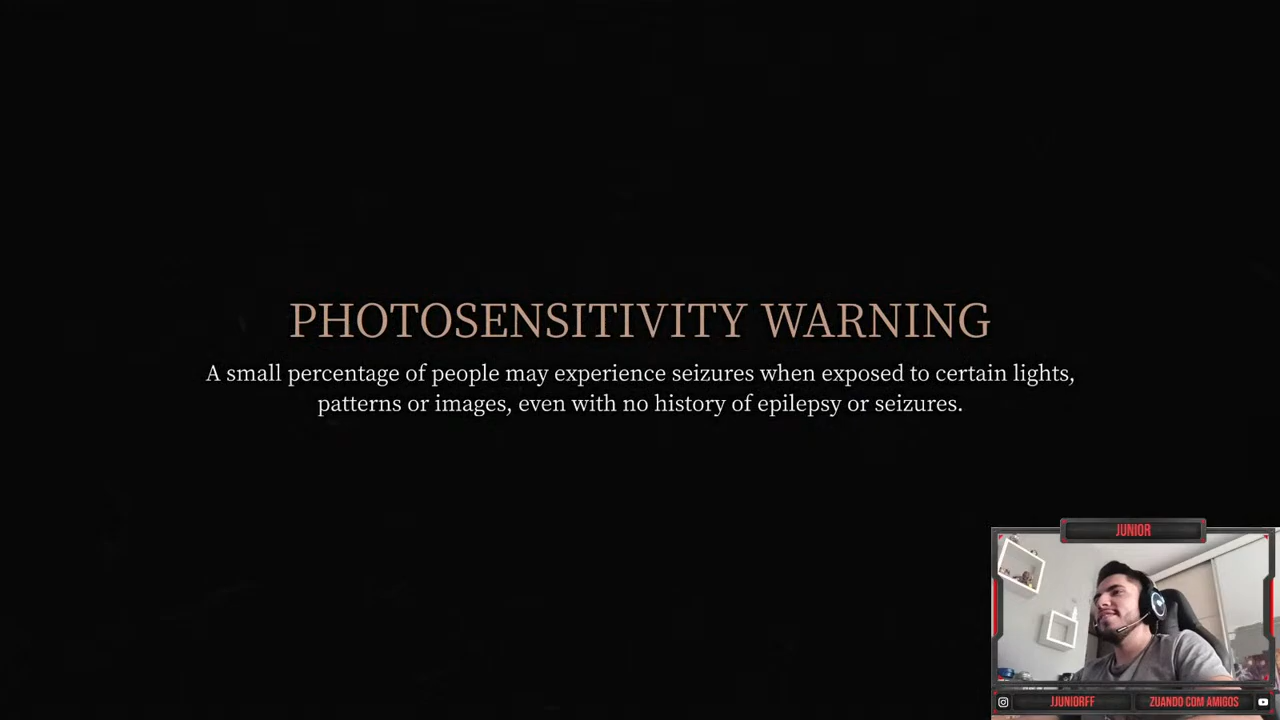 PHOTOSENSITIVITY WARNING
A small percentage of people may experience seizures when exposed to certain lights,
patterns or images, even with no history of epilepsy or seizures.
JUNIOR
JJUNIORFF
ZUANDO COM AMIGOS